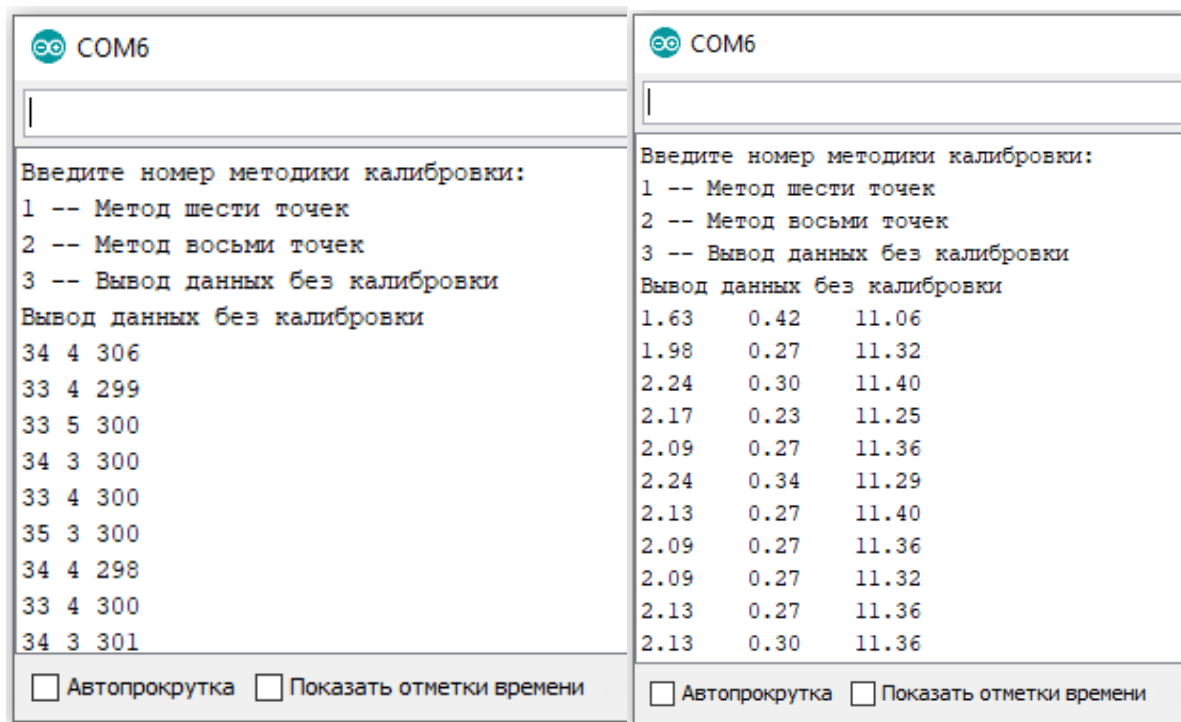 COM6
Введите номер методики калибровки:
1 -- Метод шести точек
2 -- Метод восьми точек
3 -- Вывод данных без калибровки
Вывод данных без калибровки
34 4 306
33 4 299
33 5 300
34 3 300
33 4 300
35 3 300
34 4 298
33 4 300
34 3 301
Автопрокрутка Показать отметки времени
COM6
Введите номер методики калибровки:
1 -- Метод шести точек
2 -- Метод восьми точек
3 -- Вывод данных без калибровки
Вывод данных без калибровки
1.63 0.42 11.06
1.98 0.27 11.32
2.24 0.30 11.40
2.17 0.23 11.25
2.09 0.27 11.36
2.24 0.34 11.29
2.13 0.27 11.40
2.09 0.27 11.36
2.09 0.27 11.32
2.13 0.27 11.36
2.13 0.30 11.36
Автопрокрутка Показать отметки времени